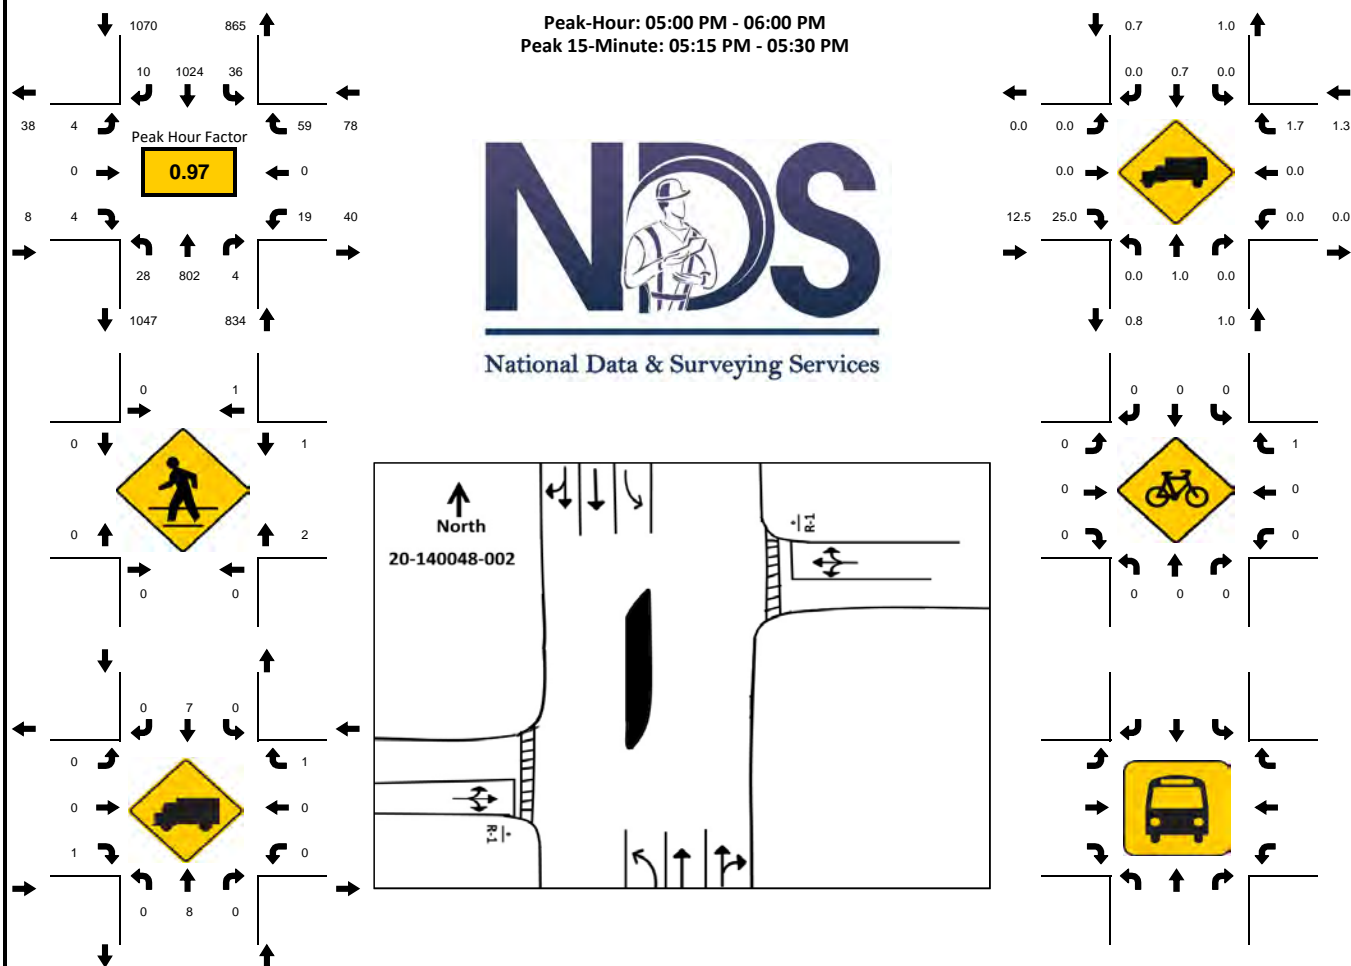 Peak-Hour: 05:00 PM - 06:00 PM
Peak 15-Minute: 05:15 PM - 05:30 PM
1070 865
10 1024 36
38 4 59 78
Peak Hour Factor
0 0.97 0
8 4 19 40
28 802 4
1047 834
0.7 1.0
0.0 0.7 0.0
0.0 0.0 1.7 1.3
0.0 0.0
12.5 25.0 0.0 0.0
0.0 1.0 0.0
0.8 1.0
NDS
National Data & Surveying Services
0 1
0 1
0 2
0 0
0 0 0
0 1
0 0
0 0
0 0 0
North
20-140048-002
R-1
R-1
0 7 0
0 1
0 0
1 0
0 8 0